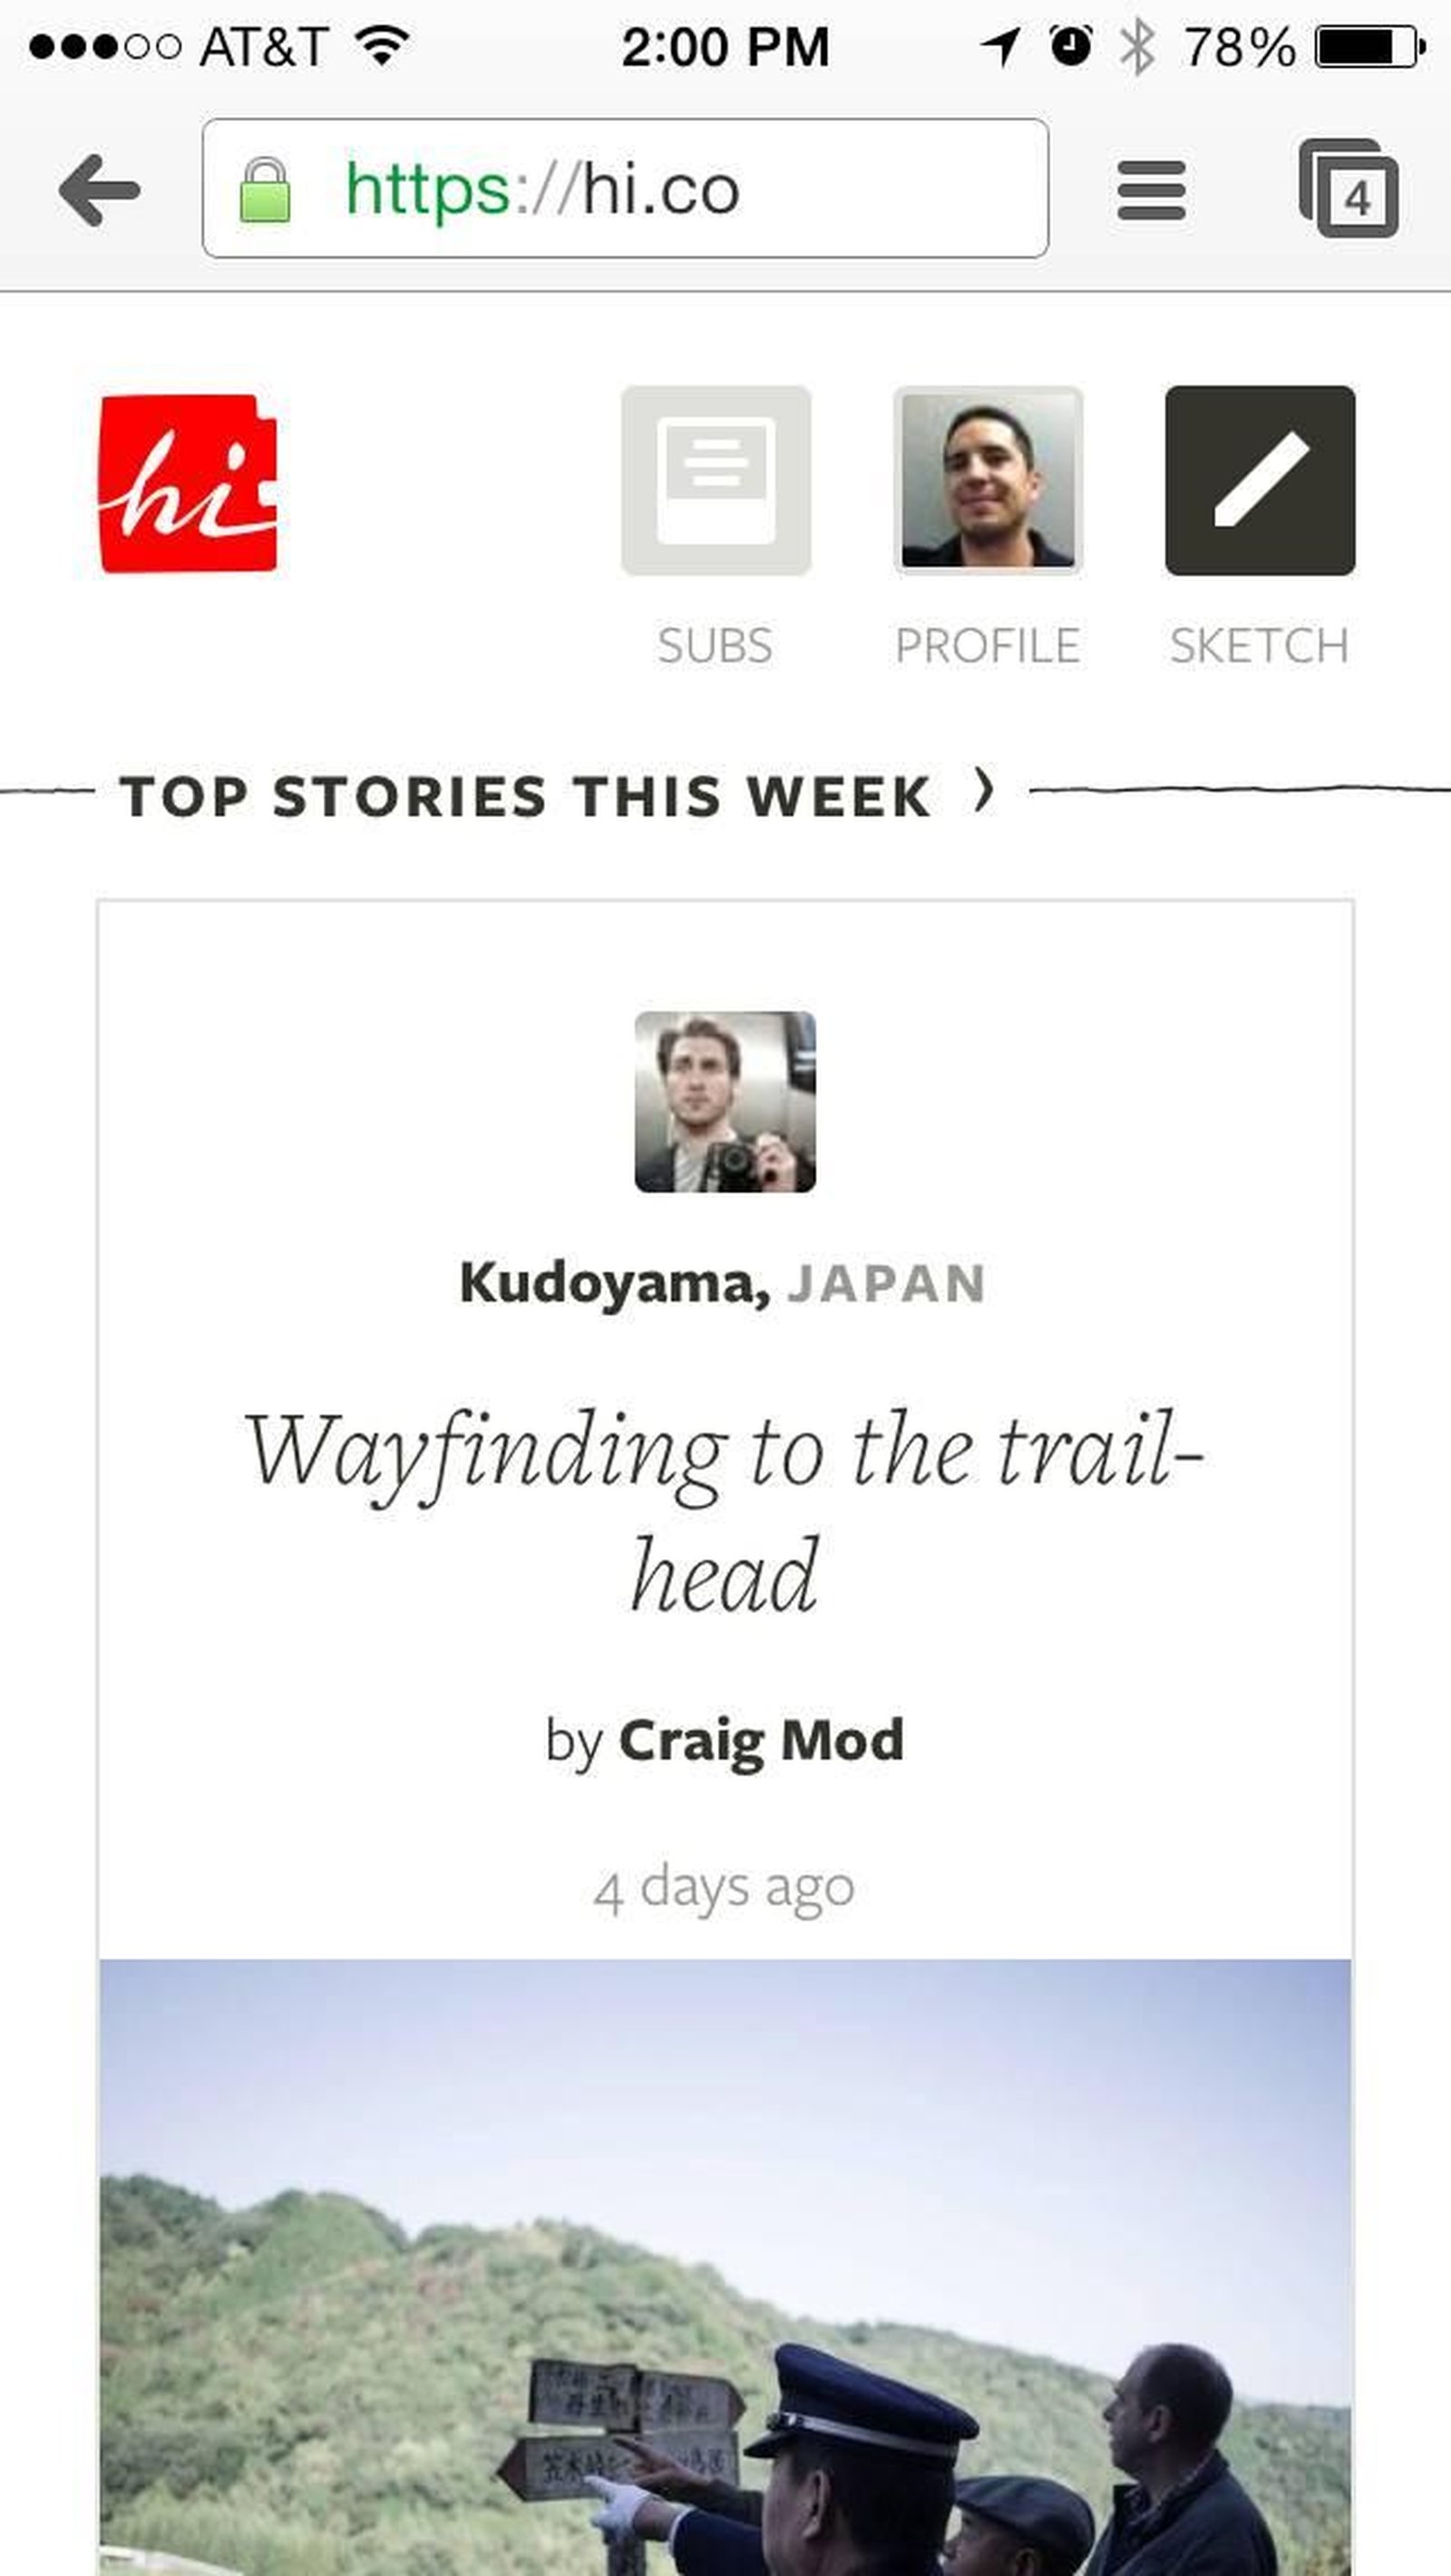 AT&T 2:00 PM 78%
https://hi.co 4
hi
SUBS PROFILE SKETCH
TOP STORIES THIS WEEK >
Kudoyama, JAPAN
Wayfinding to the trail-
head
by Craig Mod
4 days ago